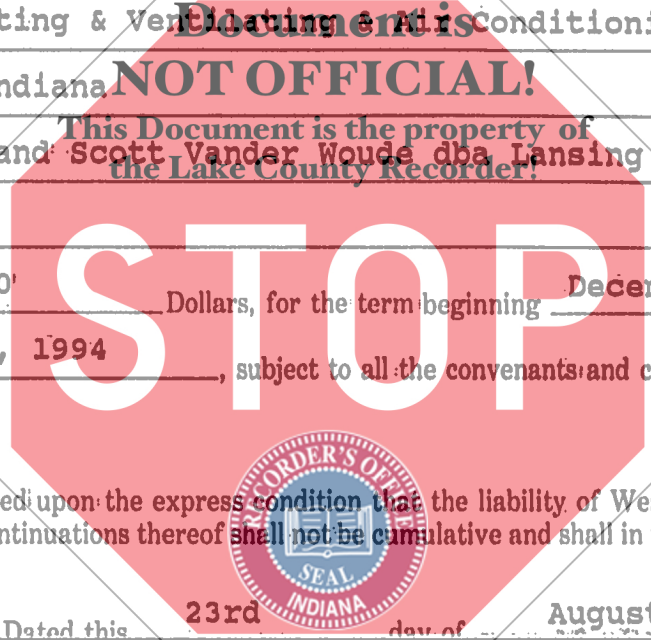 ting & Ventilating & Air Conditioni
Document is
ndiana
NOT OFFICIAL!
This Document is the property of
and Scott Vander Woude dba Lansing
the Lake County Recorder!
STOP
0'
Dollars, for the term beginning Decem
, 1994
, subject to all the convenants and c
RECORDER'S OFFICE
ed upon the express condition that the liability of We
ntinuations thereof shall not be cumulative and shall in
SEAL
INDIANA
Dated this 23rd day of August